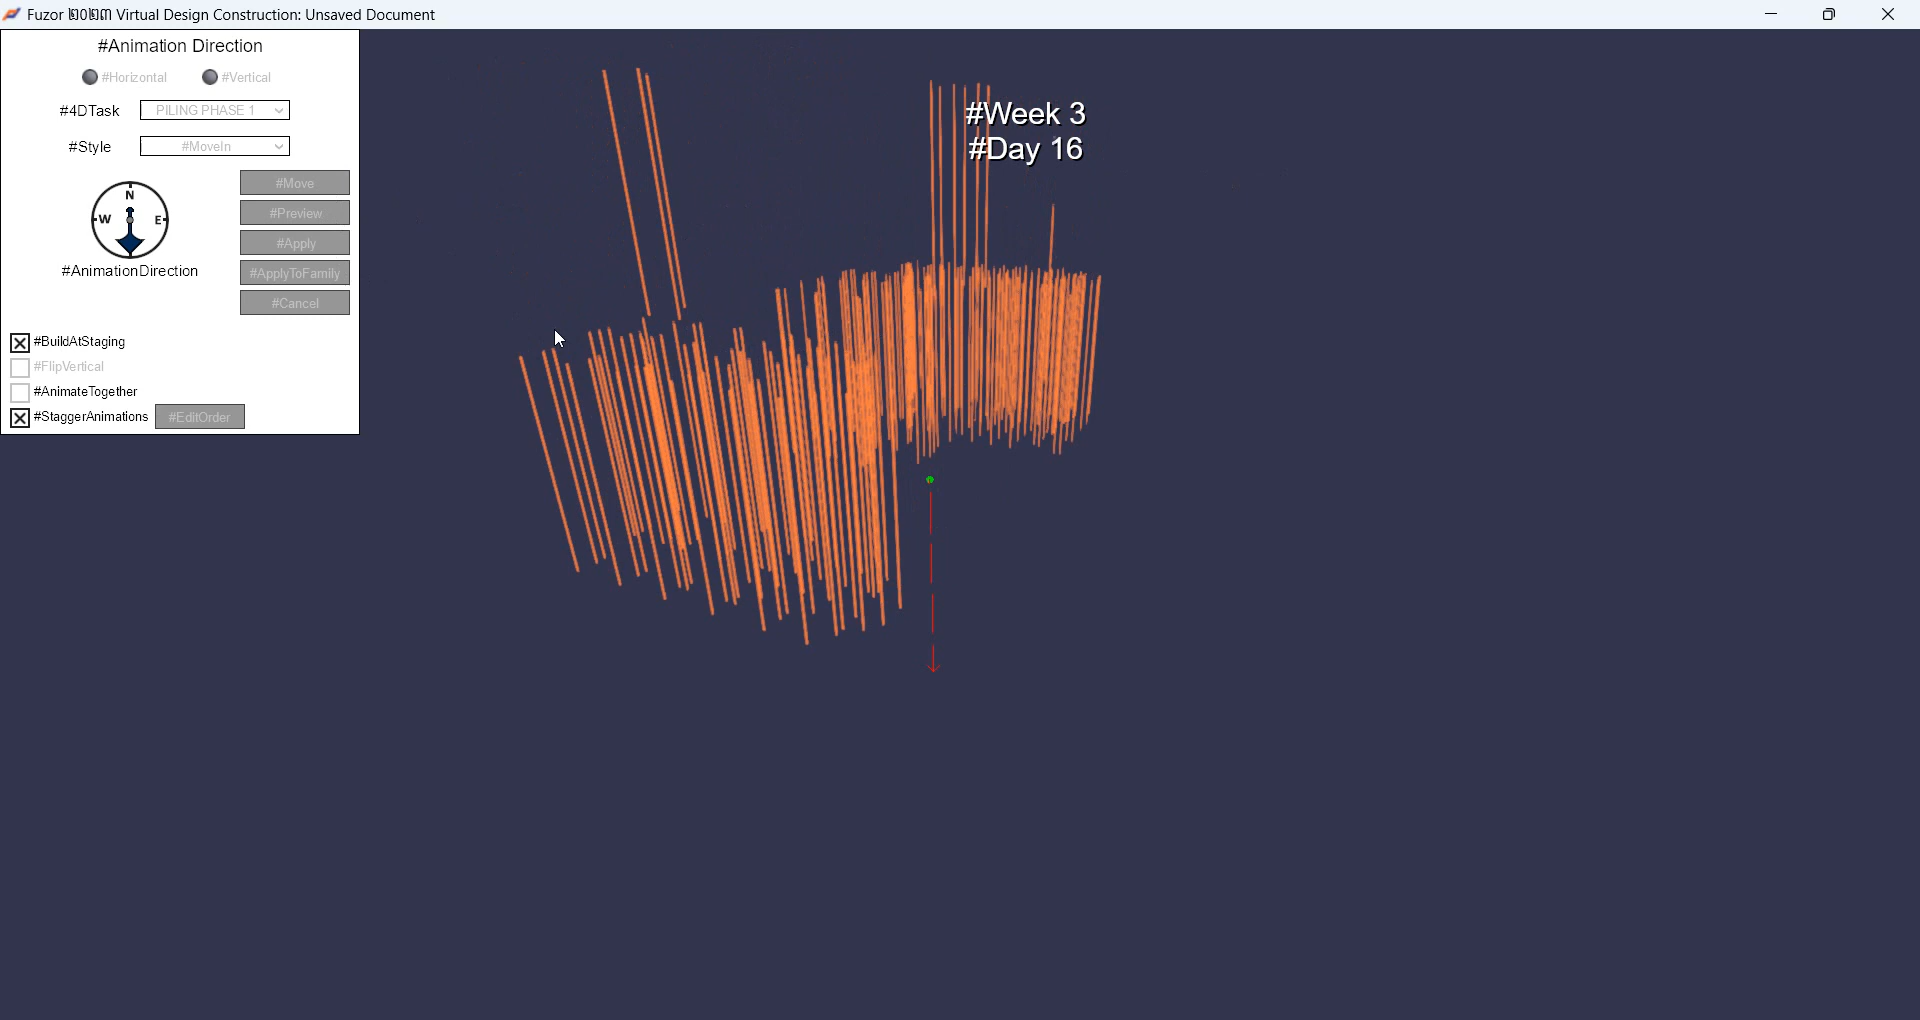 Fuzor Virtual Design Construction: Unsaved Document
#Animation Direction
#Horizontal #Vertical
#4DTask PILING PHASE 1
#Style #MoveIn
N
W E
#AnimationDirection
#Move
#Preview
#Apply
#ApplyToFamily
#Cancel
#BuildAtStaging
#FlipVertical
#AnimateTogether
#StaggerAnimations #EditOrder
#Week 3
#Day 16